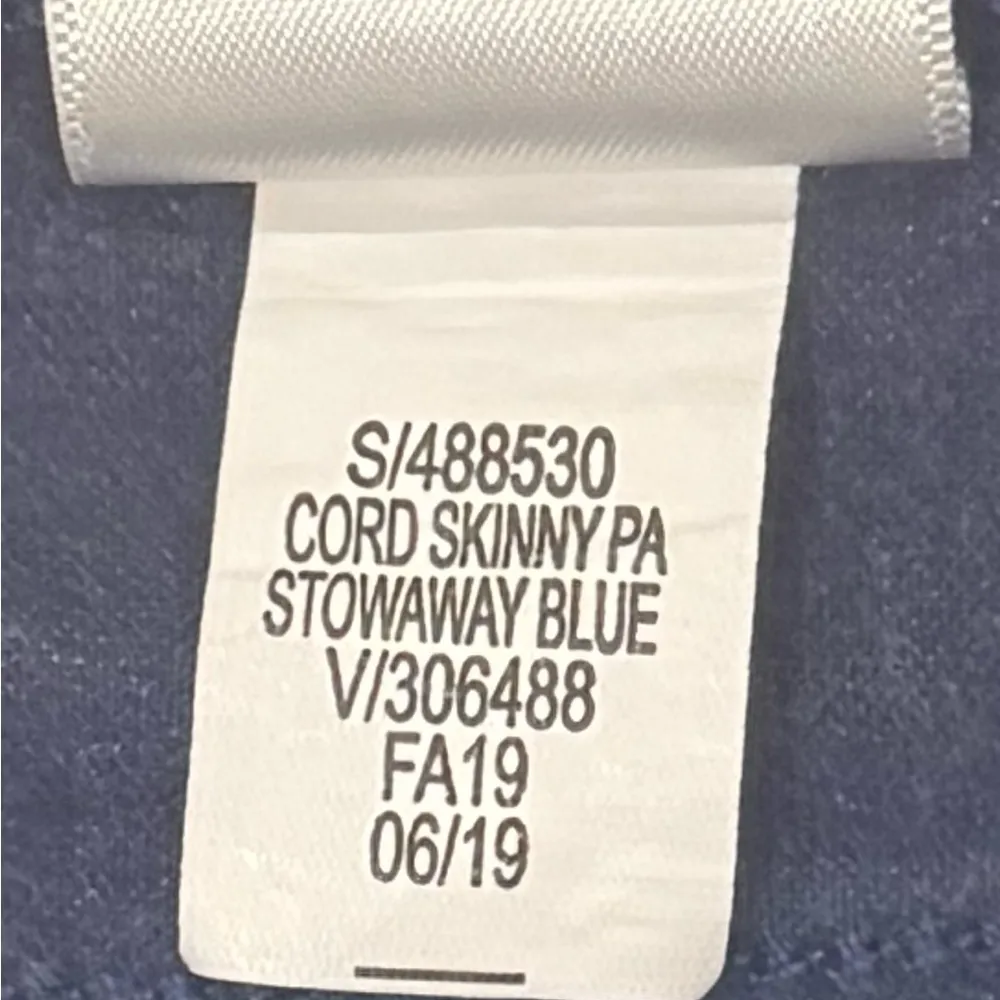 S/488530
CORD SKINNY PA
STOWAWAY BLUE
V/306488
FA19
06/19